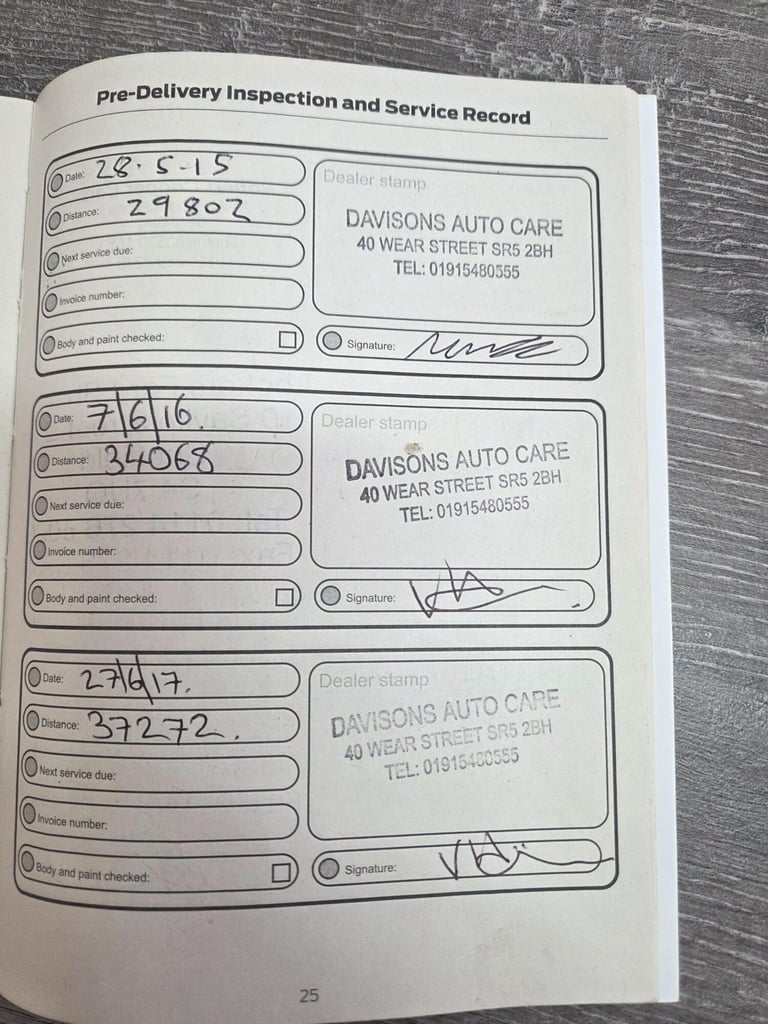 Pre-Delivery Inspection and Service Record
Date: 28·5-15
Distance: 29802
Next service due:
Invoice number:
Body and paint checked:
Dealer stamp
DAVISONS AUTO CARE
40 WEAR STREET SR5 2BH
TEL: 01915480555
Signature:
Date: 7/6/16.
Distance: 34068
Next service due:
Invoice number:
Body and paint checked:
Dealer stamp
DAVISONS AUTO CARE
40 WEAR STREET SR5 2BH
TEL: 01915480555
Signature:
Date: 27/6/17.
Distance: 37272.
Next service due:
Invoice number:
Body and paint checked:
Dealer stamp
DAVISONS AUTO CARE
40 WEAR STREET SR5 2BH
TEL: 01915480555
Signature:
25